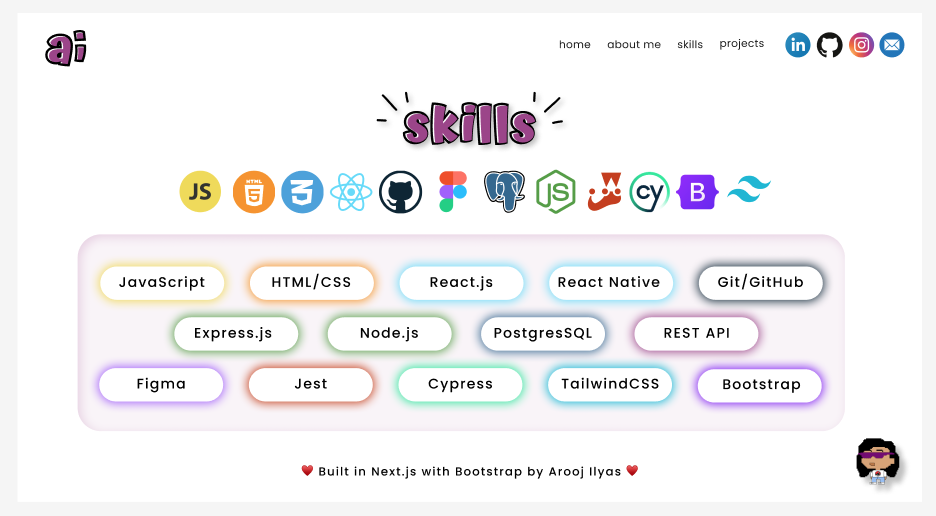 ai
home about me skills projects
in
skills
JS HTML 5 3 JS cy B
JavaScript HTML/CSS React.js React Native Git/GitHub
Express.js Node.js PostgresSQL REST API
Figma Jest Cypress TailwindCSS Bootstrap
♥ Built in Next.js with Bootstrap by Arooj Ilyas ♥